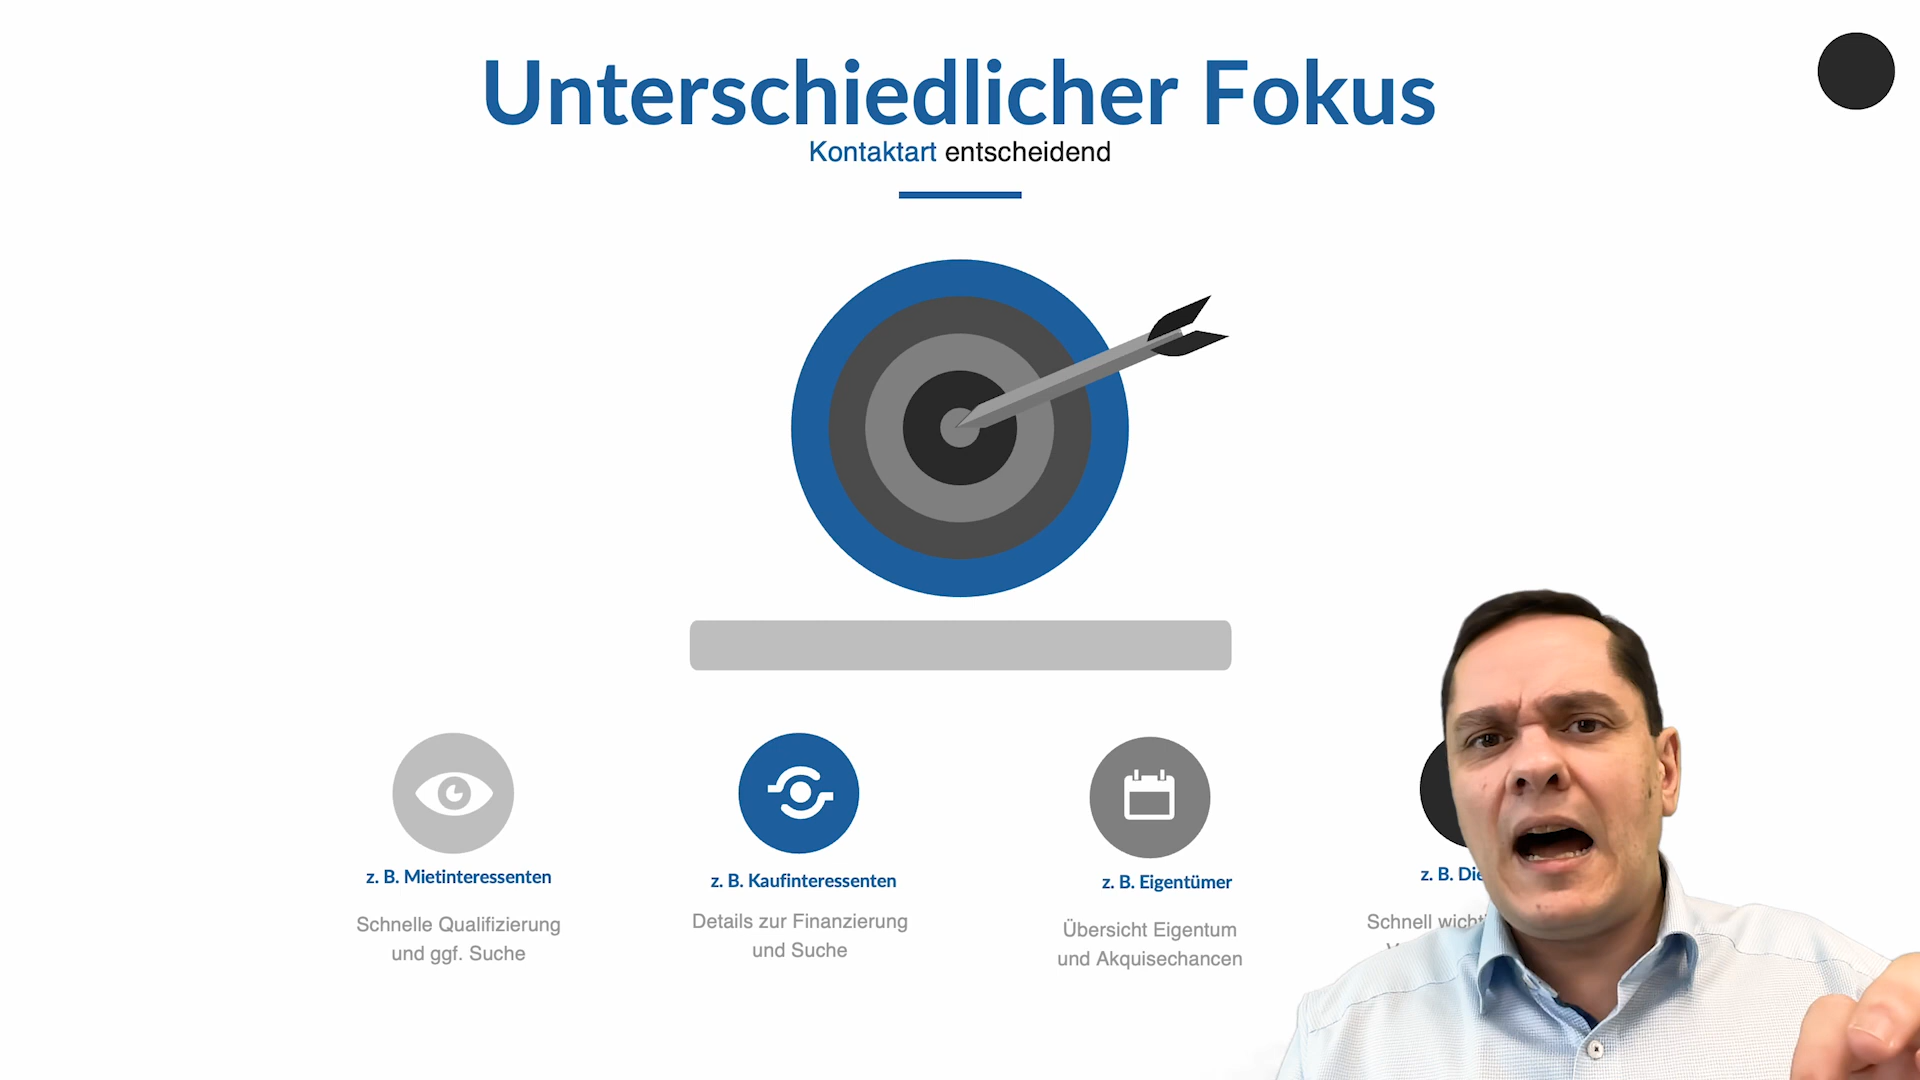 Unterschiedlicher Fokus
Kontaktart entscheidend
z. B. Mietinteressenten
Schnelle Qualifizierung
und ggf. Suche
z. B. Kaufinteressenten
Details zur Finanzierung
und Suche
z. B. Eigentümer
Übersicht Eigentum
und Akquisechancen
z. B.
Schnell